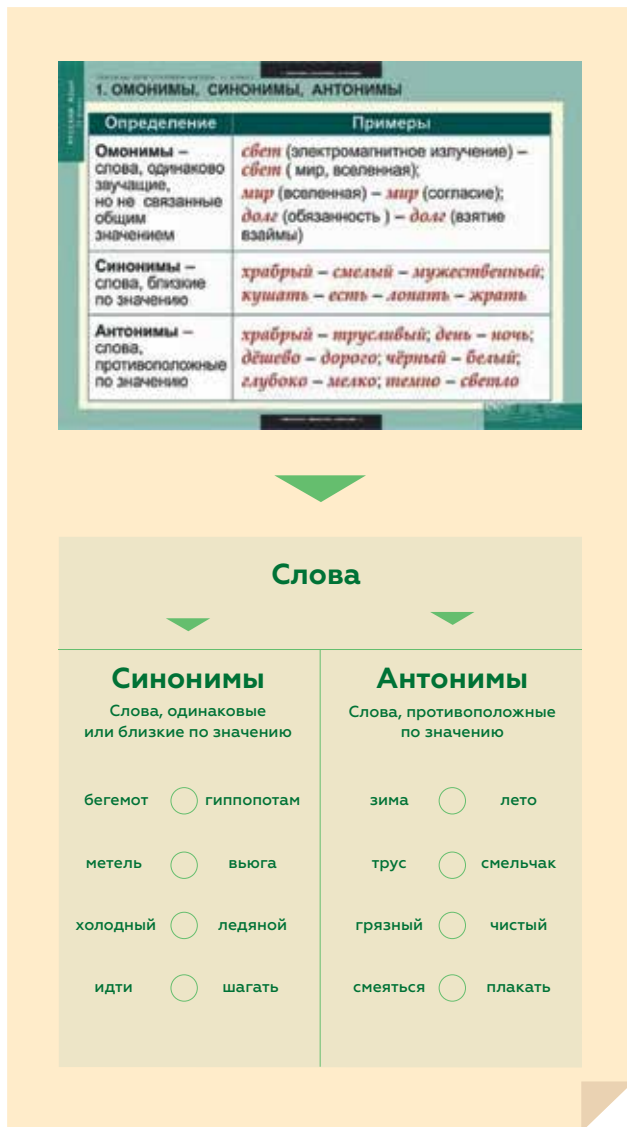 1. ОМОНИМЫ, СИНОНИМЫ, АНТОНИМЫ
Определение Примеры
Омонимы –
слова, одинаково
звучащие,
но не связанные
общим
значением
свет (электромагнитное излучение) –
свет ( мир, вселенная);
мир (вселенная) – мир (согласие);
долг (обязанность ) – долг (взятие
взаймы)
Синонимы –
слова, близкие
по значению
храбрый – смелый – мужественный;
кушать – есть – лопать – жрать
Антонимы –
слова,
противоположные
по значению
храбрый – трусливый; день – ночь;
дёшево – дорого; чёрный – белый;
глубоко – мелко; темно – светло
Слова
Синонимы
Слова, одинаковые
или близкие по значению
бегемот гиппопотам
метель вьюга
холодный ледяной
идти шагать
Антонимы
Слова, противоположные
по значению
зима лето
трус смельчак
грязный чистый
смеяться плакать